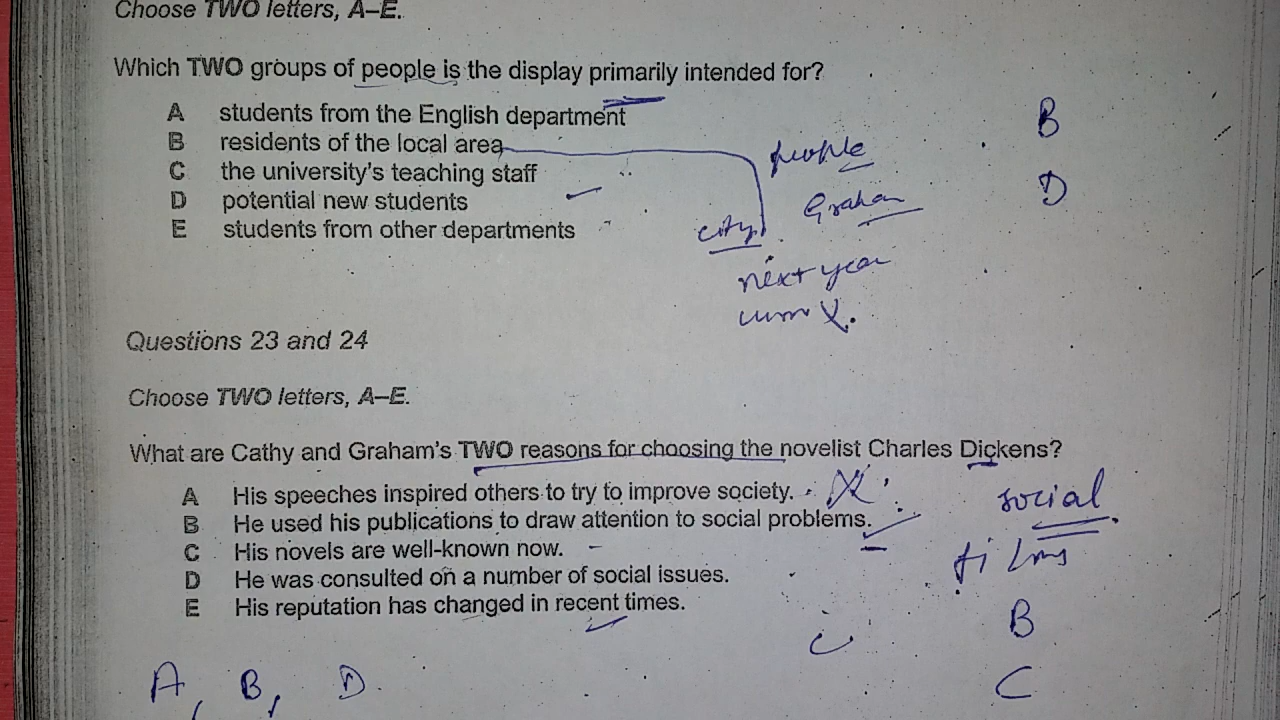 Choose TWO letters, A–E.
Which TWO groups of people is the display primarily intended for?
A students from the English department
B residents of the local area
C the university's teaching staff
D potential new students
E students from other departments
B
D
people
Graham
city
next year
Questions 23 and 24
Choose TWO letters, A–E.
What are Cathy and Graham's TWO reasons for choosing the novelist Charles Dickens?
A His speeches inspired others to try to improve society.
B He used his publications to draw attention to social problems.
C His novels are well-known now.
D He was consulted on a number of social issues.
E His reputation has changed in recent times.
social
films
B
C
A, B, D